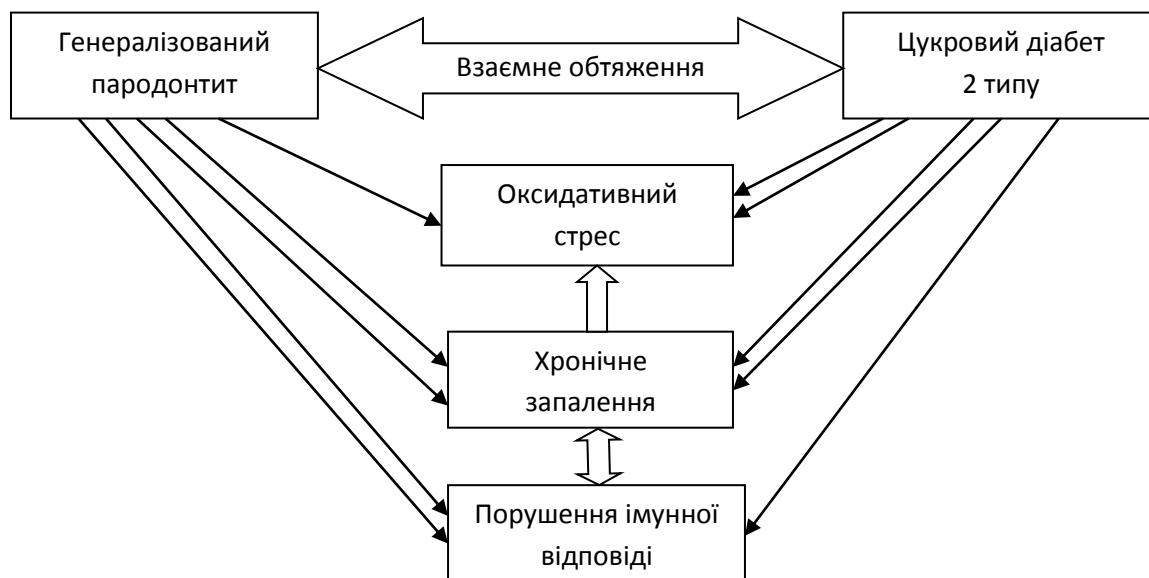 Генералізований
пародонтит
Взаємне обтяження
Цукровий діабет
2 типу
Оксидативний
стрес
Хронічне
запалення
Порушення імунної
відповіді